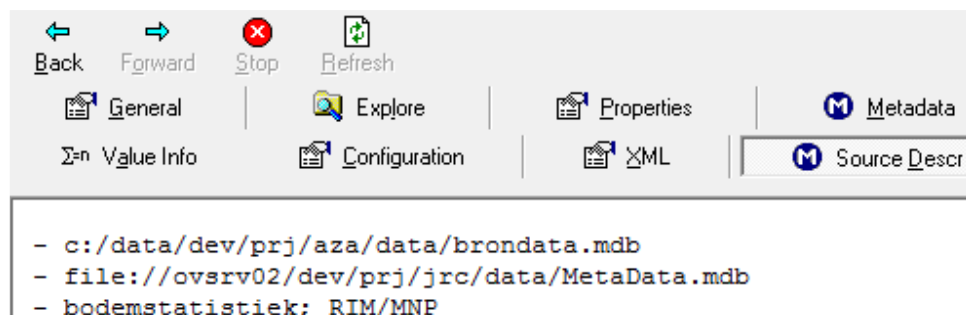 Back Forward Stop Refresh
General Explore Properties Metadata
Σ=n Value Info Configuration XML Source Descr
- c:/data/dev/prj/aza/data/brondata.mdb
- file://ovsrv02/dev/prj/jrc/data/MetaData.mdb
- bodemstatistiek; RIM/MNP